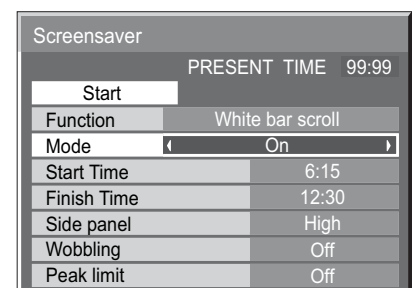 Screensaver
PRESENT TIME 99:99
Start
Function White bar scroll
Mode On
Start Time 6:15
Finish Time 12:30
Side panel High
Wobbling Off
Peak limit Off